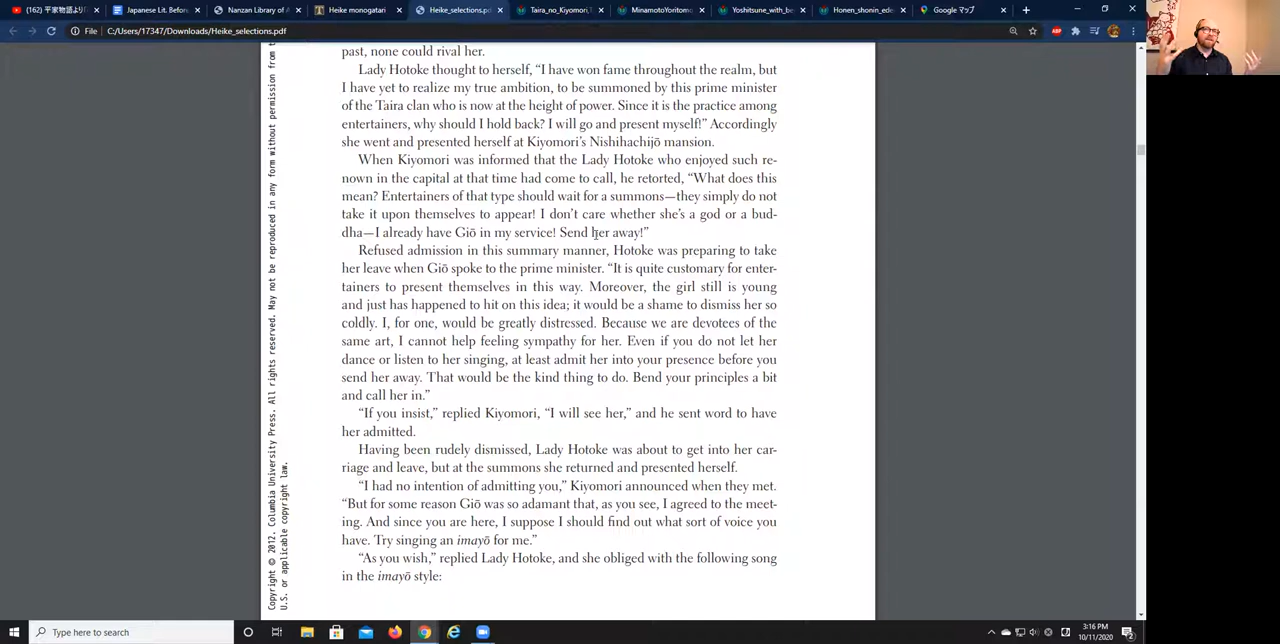 (162) 平家物語より
Japanese Lit. Before
Nanzan Library of A
Heike monogatari
Heike_selections.pdf
Taira_no_Kiyomori,
MinamotoYoritomo
Yoshitsune_with_be
Honen_shonin_ede
Google マップ
File
C:/Users/17347/Downloads/Heike_selections.pdf
ABP
past, none could rival her.
Lady Hotoke thought to herself, “I have won fame throughout the realm, but
I have yet to realize my true ambition, to be summoned by this prime minister
of the Taira clan who is now at the height of power. Since it is the practice among
entertainers, why should I hold back? I will go and present myself!” Accordingly
she went and presented herself at Kiyomori’s Nishihachijō mansion.
When Kiyomori was informed that the Lady Hotoke who enjoyed such re-
nown in the capital at that time had come to call, he retorted, “What does this
mean? Entertainers of that type should wait for a summons—they simply do not
take it upon themselves to appear! I don’t care whether she’s a god or a bud-
dha—I already have Giō in my service! Send her away!”
Refused admission in this summary manner, Hotoke was preparing to take
her leave when Giō spoke to the prime minister. “It is quite customary for enter-
tainers to present themselves in this way. Moreover, the girl still is young
and just has happened to hit on this idea; it would be a shame to dismiss her so
coldly. I, for one, would be greatly distressed. Because we are devotees of the
same art, I cannot help feeling sympathy for her. Even if you do not let her
dance or listen to her singing, at least admit her into your presence before you
send her away. That would be the kind thing to do. Bend your principles a bit
and call her in.”
“If you insist,” replied Kiyomori, “I will see her,” and he sent word to have
her admitted.
Having been rudely dismissed, Lady Hotoke was about to get into her car-
riage and leave, but at the summons she returned and presented herself.
“I had no intention of admitting you,” Kiyomori announced when they met.
“But for some reason Giō was so adamant that, as you see, I agreed to the meet-
ing. And since you are here, I suppose I should find out what sort of voice you
have. Try singing an imayō for me.”
“As you wish,” replied Lady Hotoke, and she obliged with the following song
in the imayō style:
Copyright © 2012. Columbia University Press. All rights reserved. May not be reproduced in any form without permission from
U.S. or applicable copyright law.
Type here to search
3:16 PM
10/11/2020